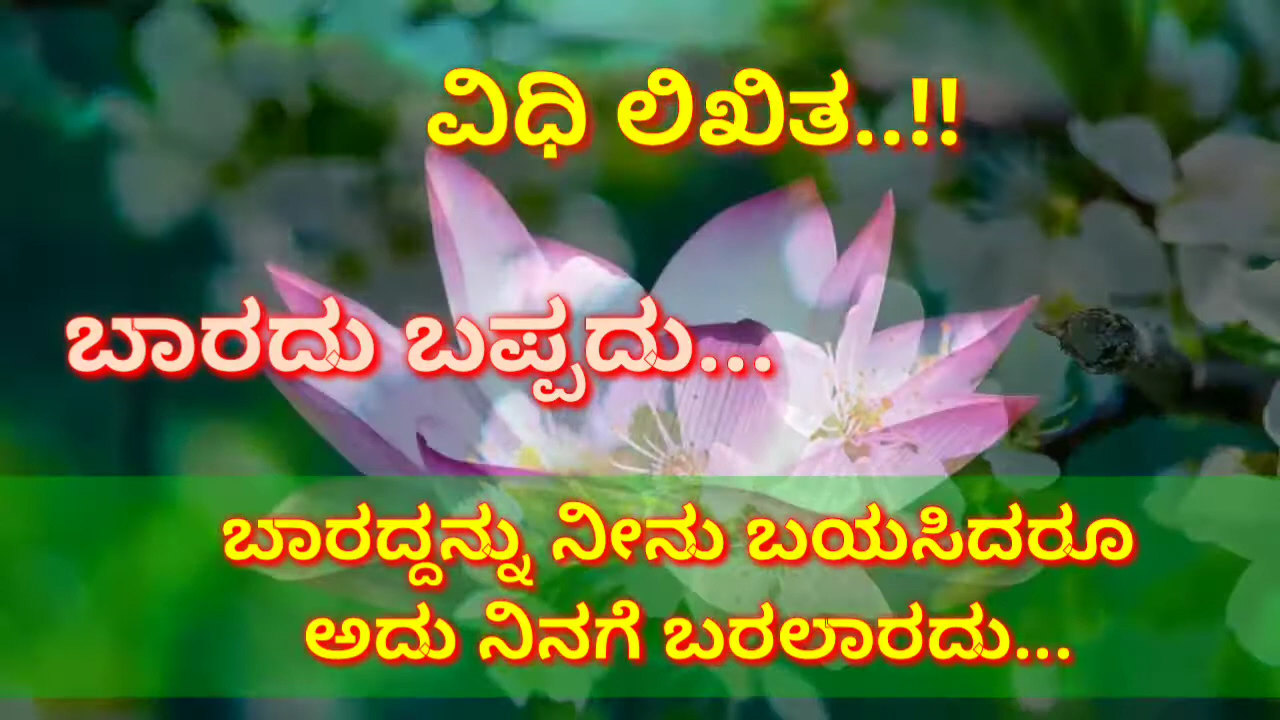 ವಿಧಿ ಲಿಖಿತ..!!
ಬಾರದು ಬಪ್ಪದು...
ಬಾರದ್ದನ್ನು ನೀನು ಬಯಸಿದರೂ
ಅದು ನಿನಗೆ ಬರಲಾರದು...